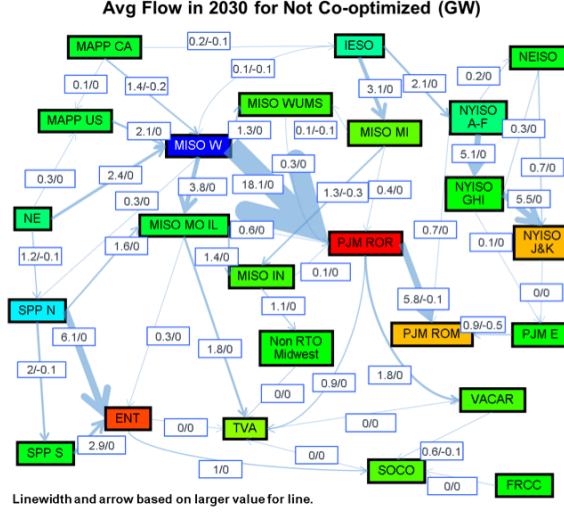 Avg Flow in 2030 for Not Co-optimized (GW)
MAPP CA
0.2/-0.1
IESO
NEISO
0.1/-0.1
0.1/0
1.4/-0.2
3.1/0
2.1/0
0.2/0
MISO WUMS
MAPP US
2.1/0
1.3/0
0.1/-0.1
MISO MI
NYISO
A-F
0.3/0
MISO W
5.1/0
0.3/0
0.7/0
0.3/0
2.4/0
3.8/0
18.1/0
1.3/-0.3
0.4/0
NYISO
GHI
5.5/0
0.3/0
NE
MISO MO IL
0.6/0
0.7/0
1.6/0
PJM ROR
0.1/0
NYISO
J&K
1.2/-0.1
1.4/0
MISO IN
0.1/0
0/0
SPP N
1.1/0
5.8/-0.1
6.1/0
0.3/0
Non RTO
Midwest
PJM ROM
0.9/-0.5
PJM E
1.8/0
2/-0.1
0/0
0.9/0
1.8/0
VACAR
ENT
0/0
TVA
0/0
SPP S
2.9/0
0/0
0.6/-0.1
1/0
SOCO
0/0
FRCC
Linewidth and arrow based on larger value for line.